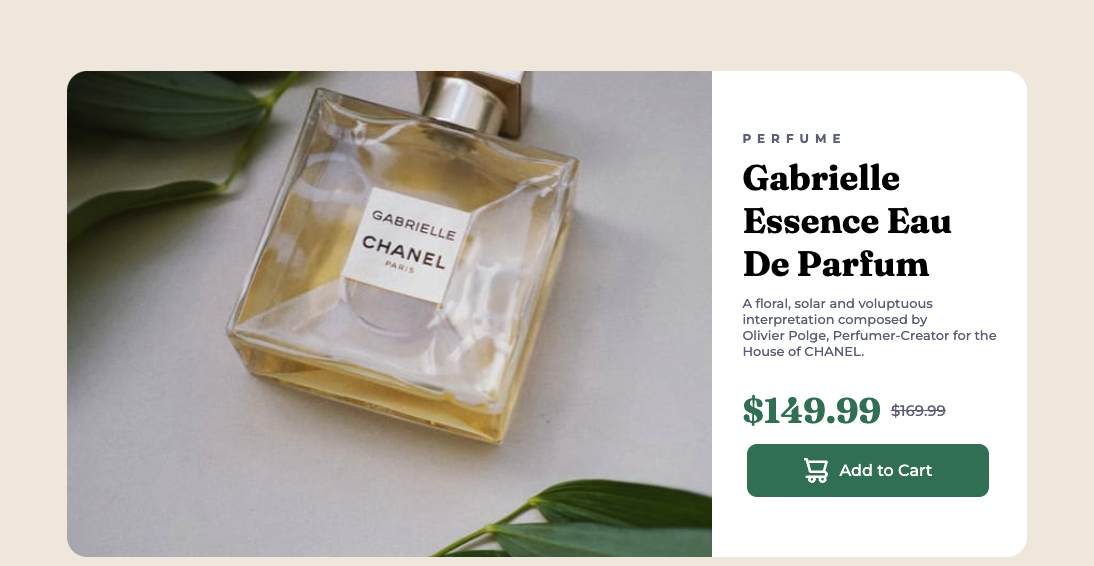 GABRIELLE
CHANEL
PARIS
PERFUME
Gabrielle
Essence Eau
De Parfum
A floral, solar and voluptuous
interpretation composed by
Olivier Polge, Perfumer-Creator for the
House of CHANEL.
$149.99 $169.99
Add to Cart